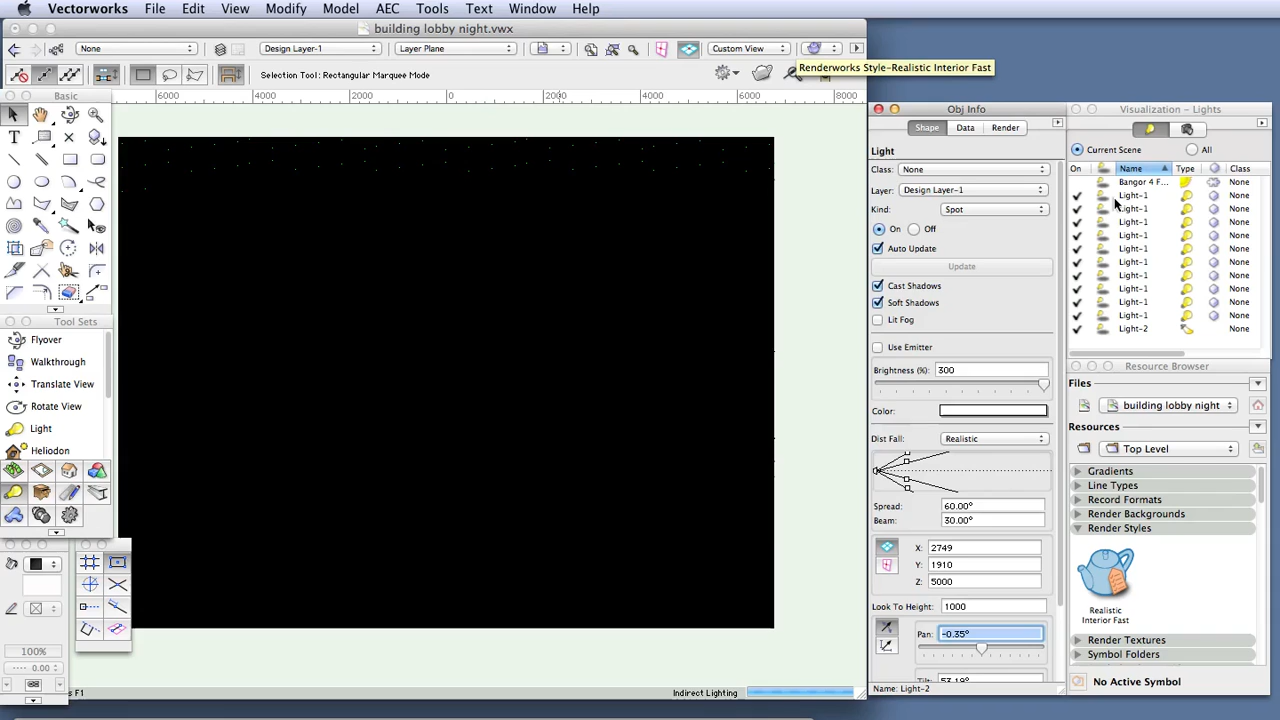 Vectorworks File Edit View Modify Model AEC Tools Text Window Help
building lobby night.vwx
None Design Layer-1 Layer Plane Custom View
Renderworks Style-Realistic Interior Fast
Selection Tool: Rectangular Marquee Mode
Basic
6000 4000 2000 0 2000 4000 6000 8000
Tool Sets
Flyover
Walkthrough
Translate View
Rotate View
Light
Heliodon
100%
0.00
F1
Indirect Lighting
Obj Info
Shape Data Render
Light
Class: None
Layer: Design Layer-1
Kind: Spot
On Off
Auto Update
Update
Cast Shadows
Soft Shadows
Lit Fog
Use Emitter
Brightness (%): 300
Color:
Dist Fall: Realistic
Spread: 60.00°
Beam: 30.00°
X: 2749
Y: 1910
Z: 5000
Look To Height: 1000
Pan: -0.35°
Tilt: 53.19°
Name: Light-2
Visualization - Lights
Current Scene All
On Name Type Class
Bangor 4 F... None
Light-1 None
Light-1 None
Light-1 None
Light-1 None
Light-1 None
Light-1 None
Light-1 None
Light-1 None
Light-1 None
Light-1 None
Light-2 None
Resource Browser
Files
building lobby night
Resources
Top Level
Gradients
Line Types
Record Formats
Render Backgrounds
Render Styles
Realistic
Interior Fast
Render Textures
Symbol Folders
No Active Symbol